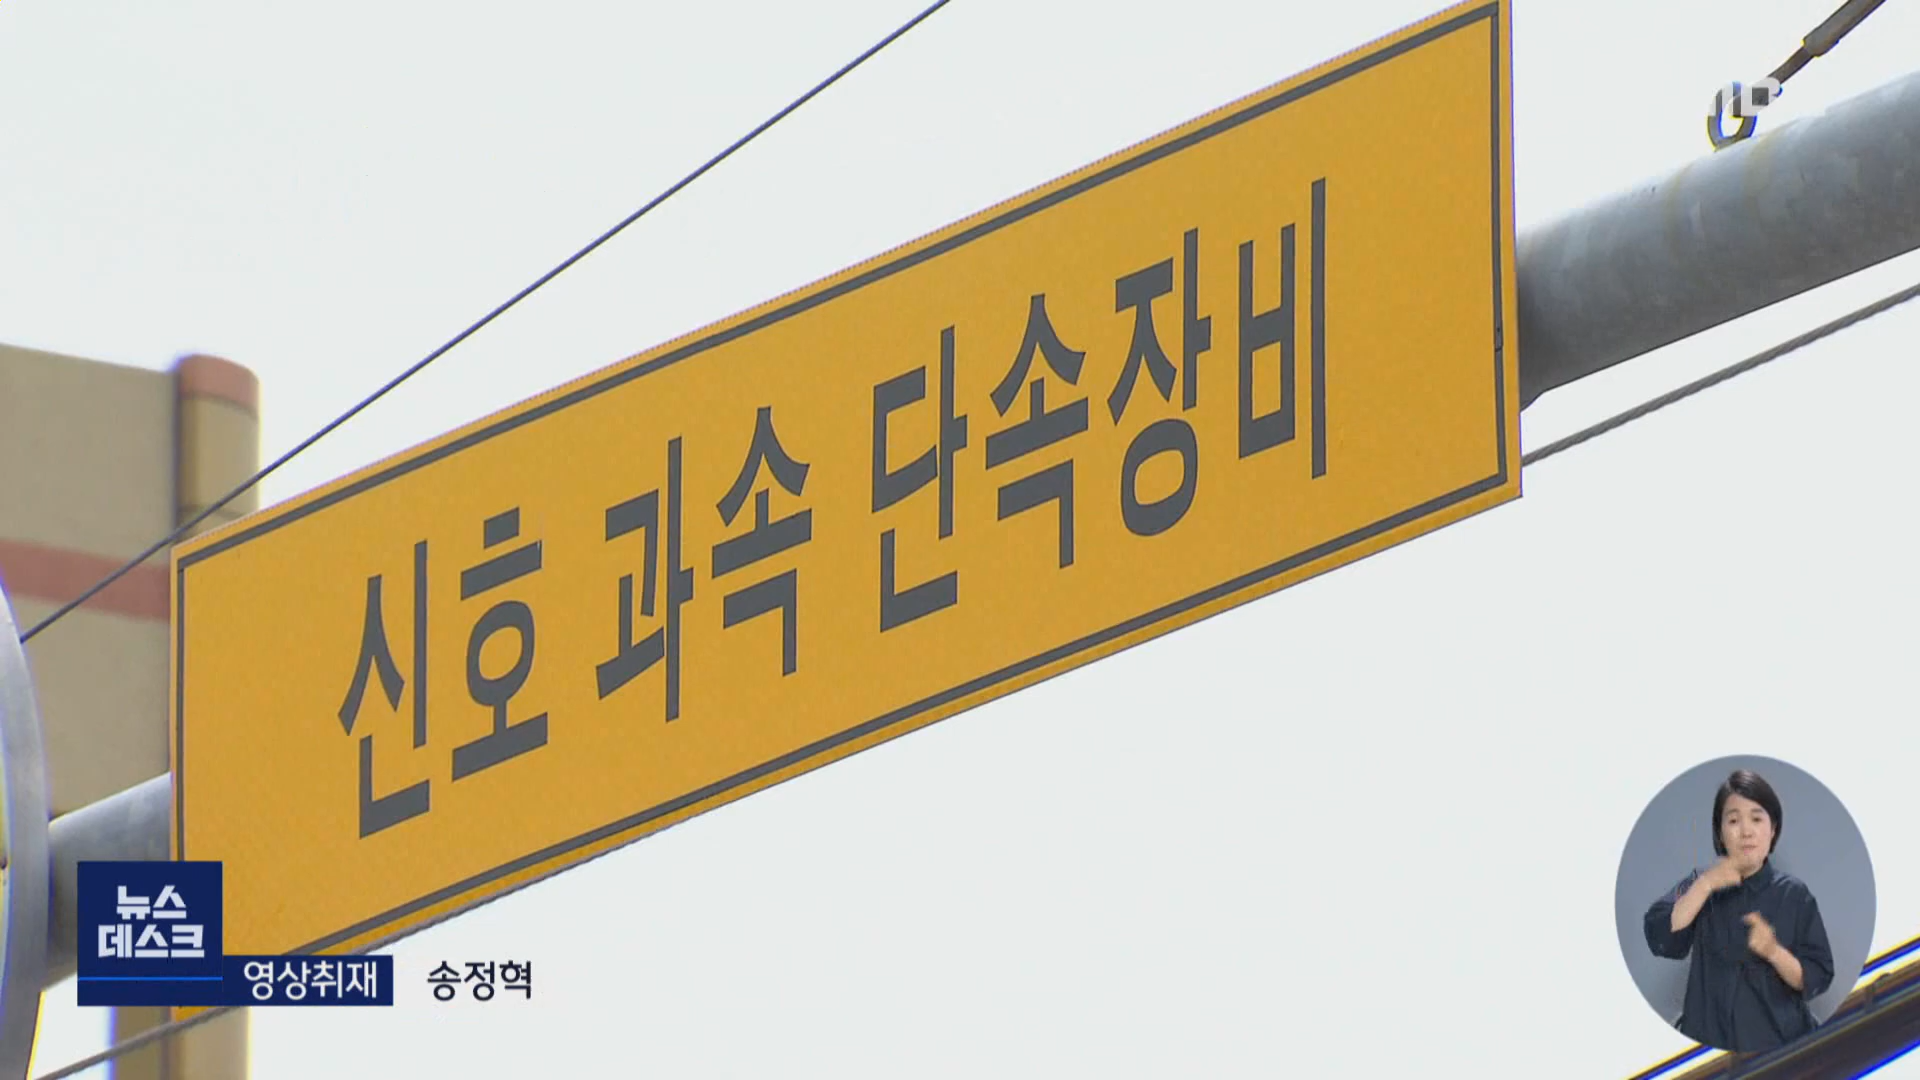 신호 과속 단속장비
뉴스
데스크
영상취재 송정혁